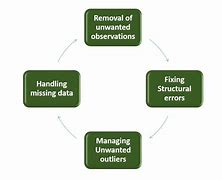 Removal of
unwanted
observations
Fixing
Structural
errors
Managing
Unwanted
outliers
Handling
missing data